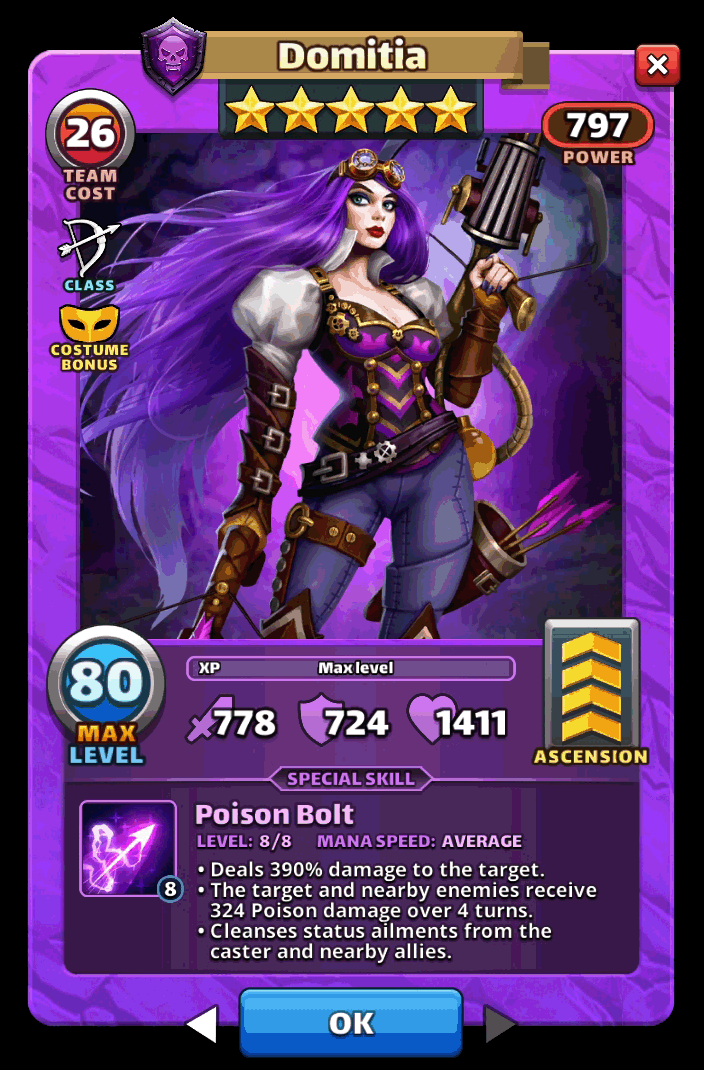 Domitia
26
TEAM
COST
797
POWER
CLASS
COSTUME
BONUS
80
MAX
LEVEL
XP Max level
778 724 1411
ASCENSION
SPECIAL SKILL
Poison Bolt
LEVEL: 8/8 MANA SPEED: AVERAGE
8
• Deals 390% damage to the target.
• The target and nearby enemies receive
324 Poison damage over 4 turns.
• Cleanses status ailments from the
caster and nearby allies.
OK